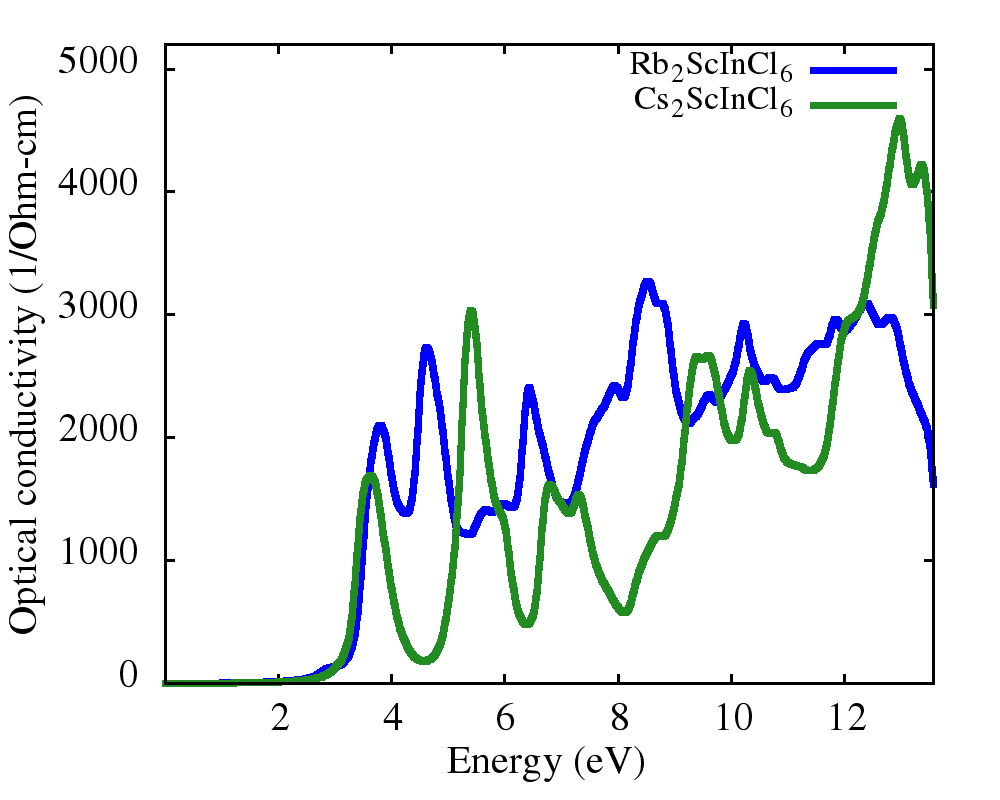 5000
4000
3000
2000
1000
0
Optical conductivity (1/Ohm-cm)
Rb₂ScInCl₆
Cs₂ScInCl₆
2 4 6 8 10 12
Energy (eV)